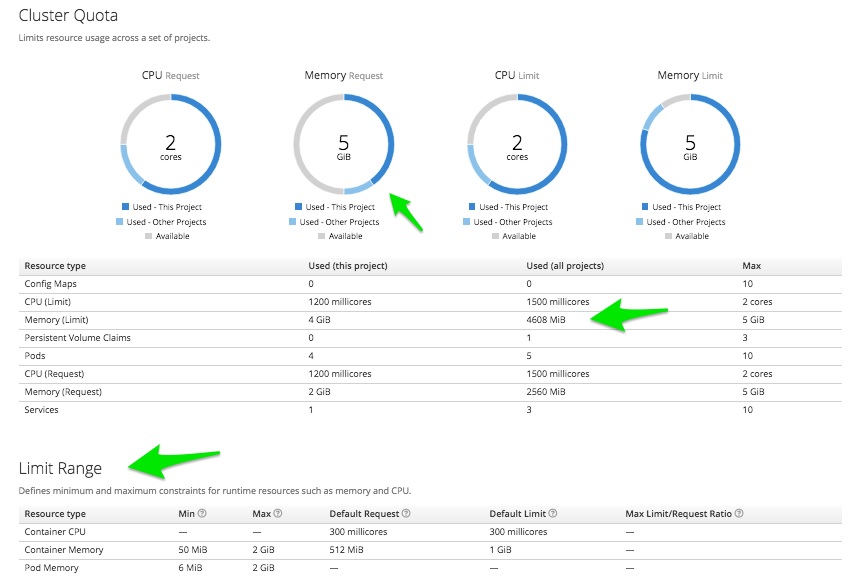 Cluster Quota
Limits resource usage across a set of projects.
CPU Request Memory Request CPU Limit Memory Limit
2 cores 5 GiB 2 cores 5 GiB
Used - This Project Used - This Project Used - This Project Used - This Project
Used - Other Projects Used - Other Projects Used - Other Projects Used - Other Projects
Available Available Available Available
Resource type Used (this project) Used (all projects) Max
Config Maps 0 0 10
CPU (Limit) 1200 millicores 1500 millicores 2 cores
Memory (Limit) 4 GiB 4608 MiB 5 GiB
Persistent Volume Claims 0 1 3
Pods 4 5 10
CPU (Request) 1200 millicores 1500 millicores 2 cores
Memory (Request) 2 GiB 2560 MiB 5 GiB
Services 1 3 10
Limit Range
Defines minimum and maximum constraints for runtime resources such as memory and CPU.
Resource type Min ? Max ? Default Request ? Default Limit ? Max Limit/Request Ratio ?
Container CPU — — 300 millicores 300 millicores —
Container Memory 50 MiB 2 GiB 512 MiB 1 GiB —
Pod Memory 6 MiB 2 GiB — — —